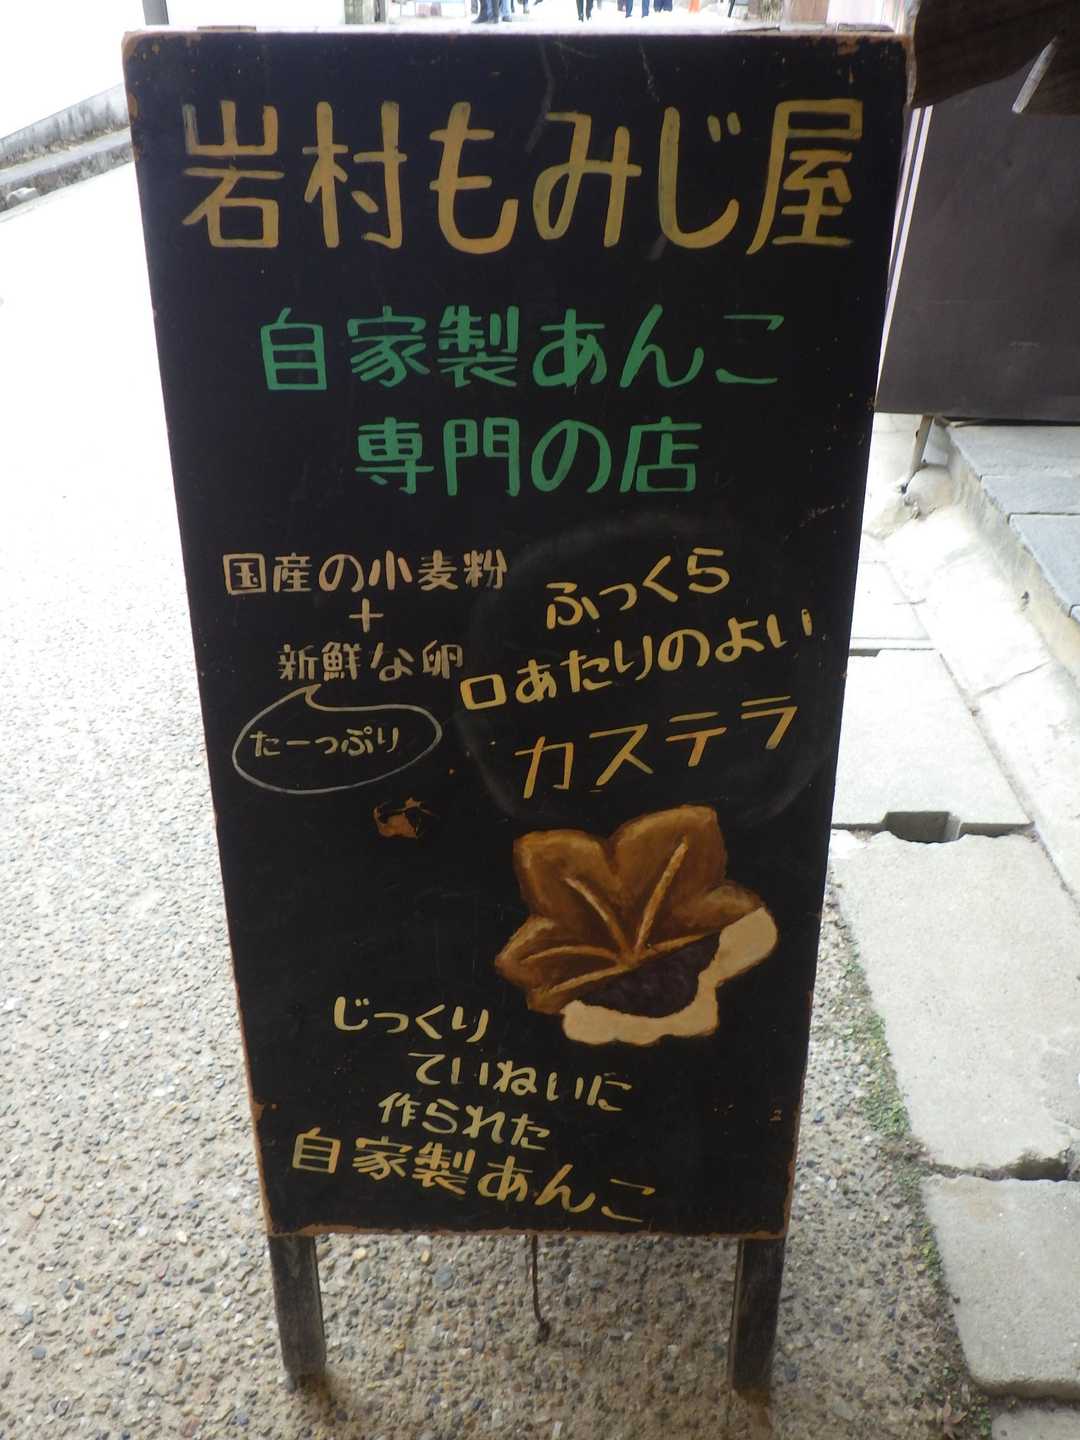 岩村もみじ屋
自家製あんこ
専門の店
国産の小麦粉
+
新鮮な卵
たーっぷり
ふっくら
口あたりのよい
カステラ
じっくり
ていねいに
作られた
自家製あんこ